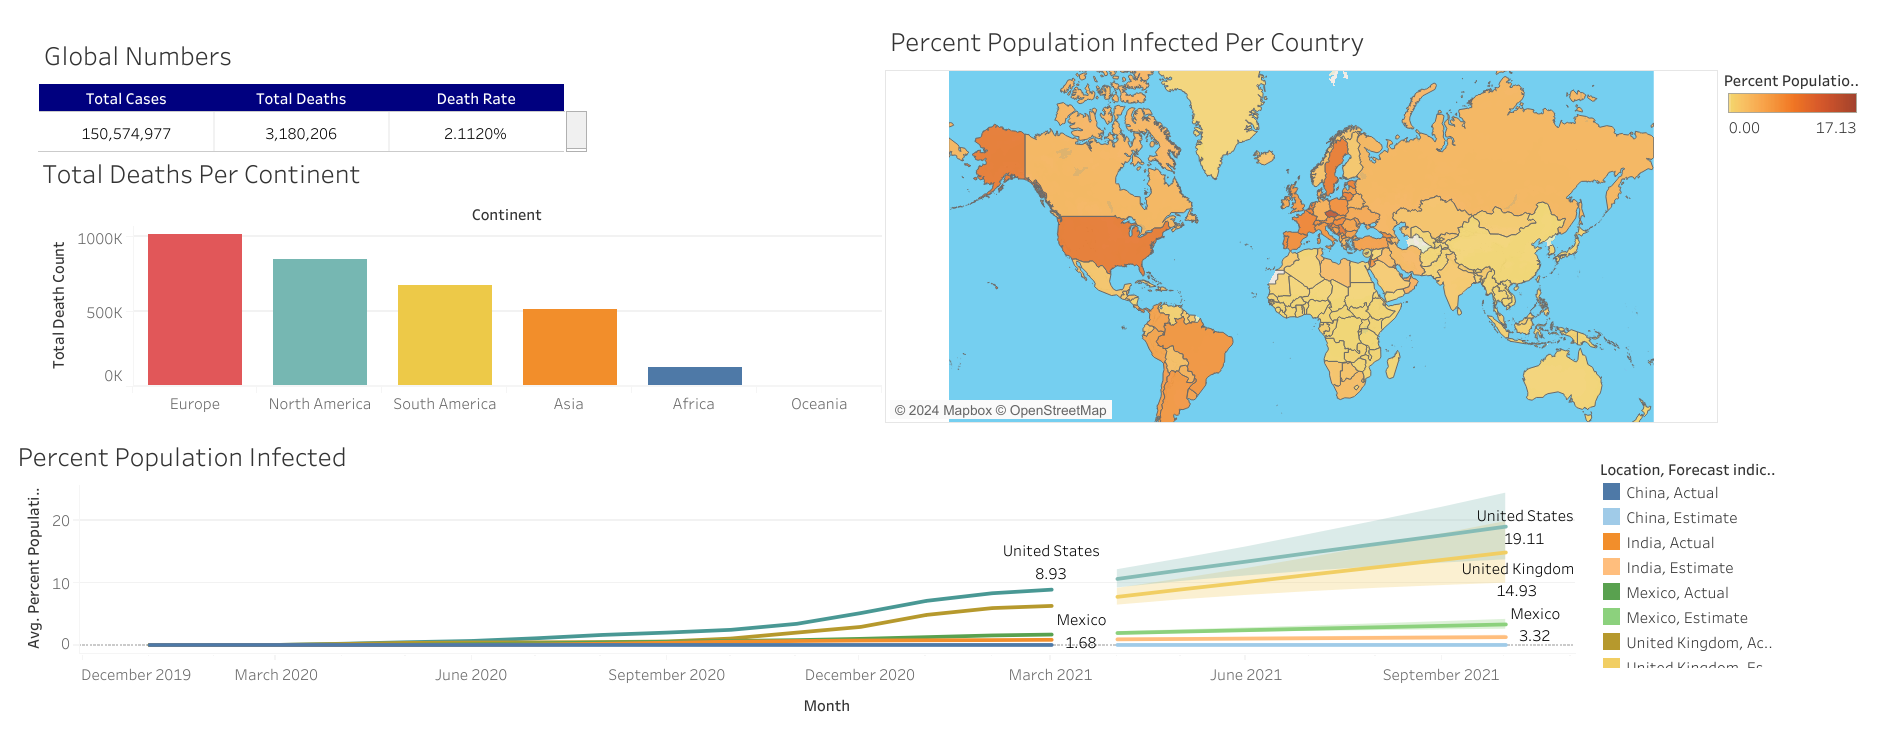 Global Numbers
Total Cases Total Deaths Death Rate
150,574,977 3,180,206 2.1120%
Total Deaths Per Continent
Continent
Total Death Count
1000K
500K
0K
Europe North America South America Asia Africa Oceania
Percent Population Infected Per Country
© 2024 Mapbox © OpenStreetMap
Percent Populatio..
0.00 17.13
Percent Population Infected
Avg. Percent Populati..
20
10
0
United States
8.93
Mexico
1.68
United States
19.11
United Kingdom
14.93
Mexico
3.32
December 2019 March 2020 June 2020 September 2020 December 2020 March 2021 June 2021 September 2021
Month
Location, Forecast indic..
China, Actual
China, Estimate
India, Actual
India, Estimate
Mexico, Actual
Mexico, Estimate
United Kingdom, Ac..
United Kingdom, Es..